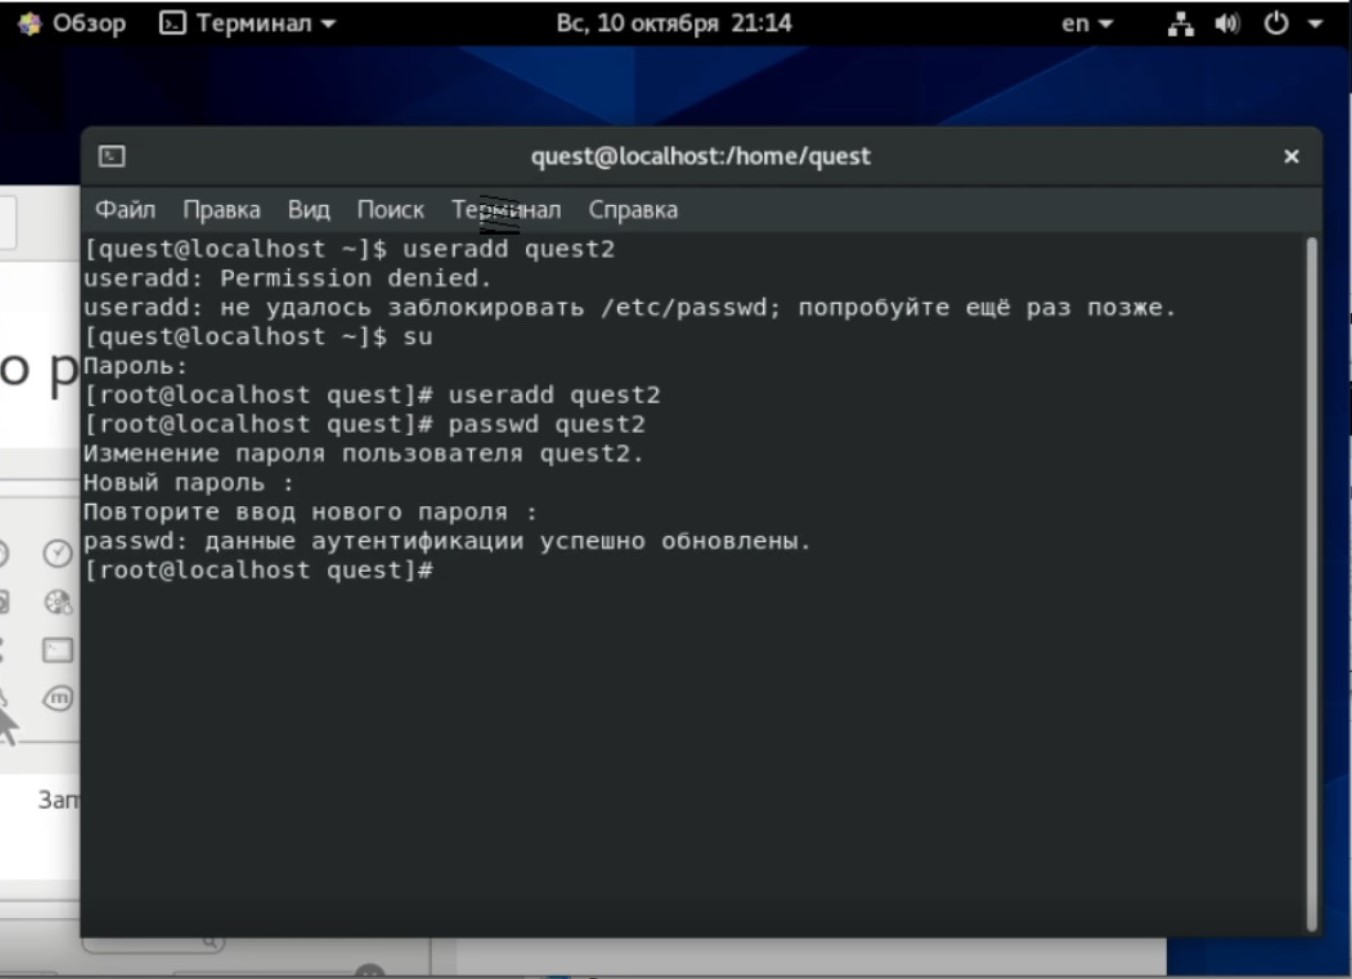 Обзор Терминал Вс, 10 октября 21:14 en
quest@localhost:/home/quest
Файл Правка Вид Поиск Терминал Справка
[quest@localhost ~]$ useradd quest2
useradd: Permission denied.
useradd: не удалось заблокировать /etc/passwd; попробуйте ещё раз позже.
[quest@localhost ~]$ su
Пароль:
[root@localhost quest]# useradd quest2
[root@localhost quest]# passwd quest2
Изменение пароля пользователя quest2.
Новый пароль :
Повторите ввод нового пароля :
passwd: данные аутентификации успешно обновлены.
[root@localhost quest]#